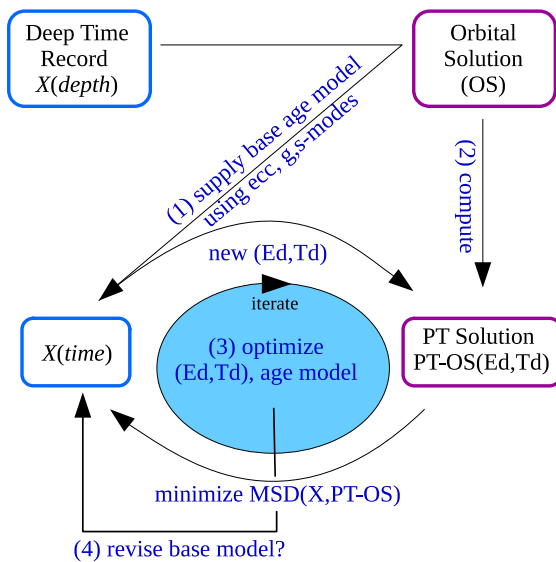 Deep Time
Record
X(depth)
Orbital
Solution
(OS)
(1) supply base age model
using ecc, g,s-modes
(2) compute
new (Ed,Td)
iterate
X(time)
(3) optimize
(Ed,Td), age model
PT Solution
PT-OS(Ed,Td)
minimize MSD(X,PT-OS)
(4) revise base model?